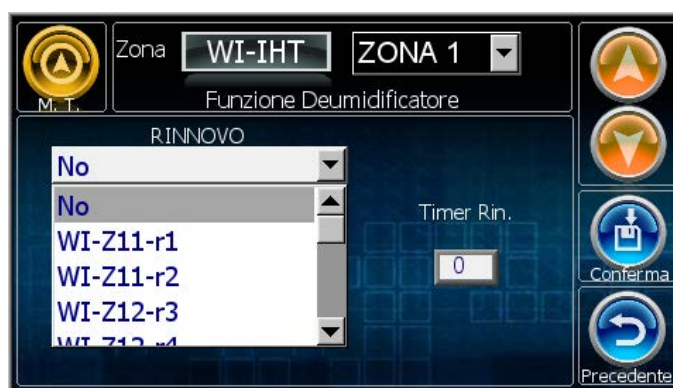 Zona WI-IHT ZONA 1
M. T. Funzione Deumidificatore
RINNOVO
No
No
WI-Z11-r1
WI-Z11-r2
WI-Z12-r3
Timer Rin.
0
Conferma
Precedente